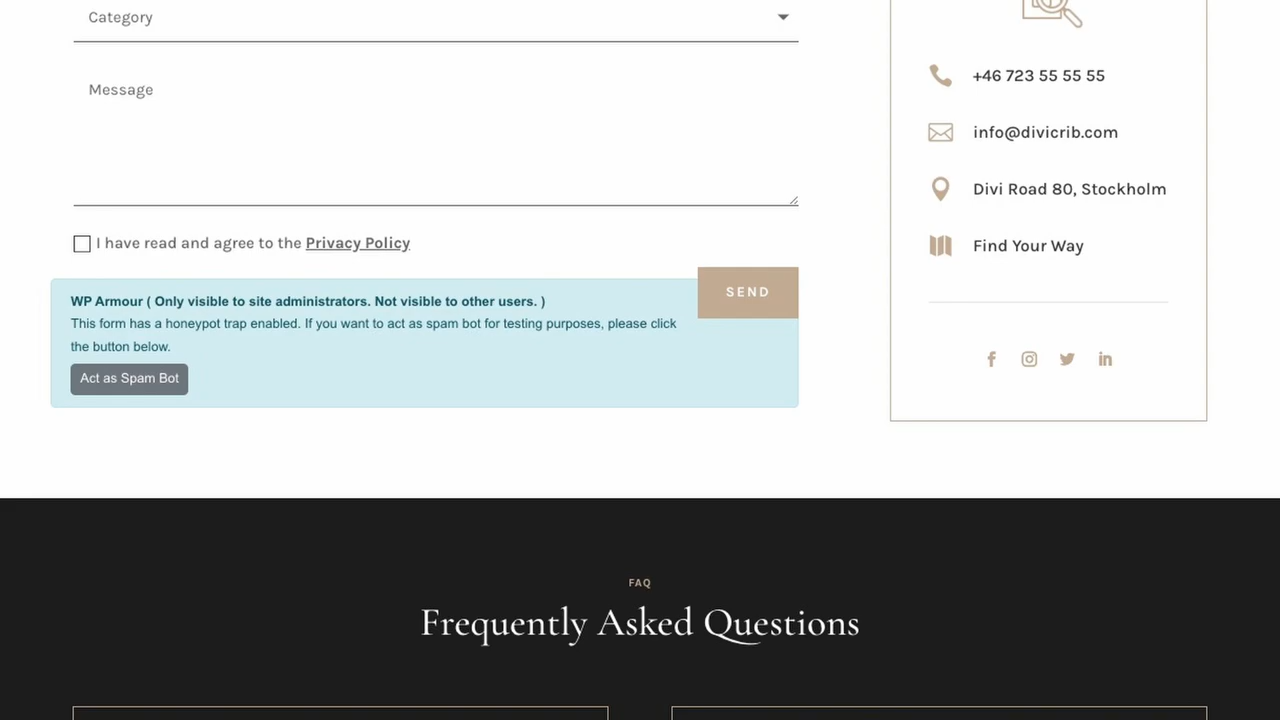 Category
Message
I have read and agree to the Privacy Policy
SEND
WP Armour ( Only visible to site administrators. Not visible to other users. )
This form has a honeypot trap enabled. If you want to act as spam bot for testing purposes, please click
the button below.
Act as Spam Bot
+46 723 55 55 55
info@divicrib.com
Divi Road 80, Stockholm
Find Your Way
FAQ
Frequently Asked Questions